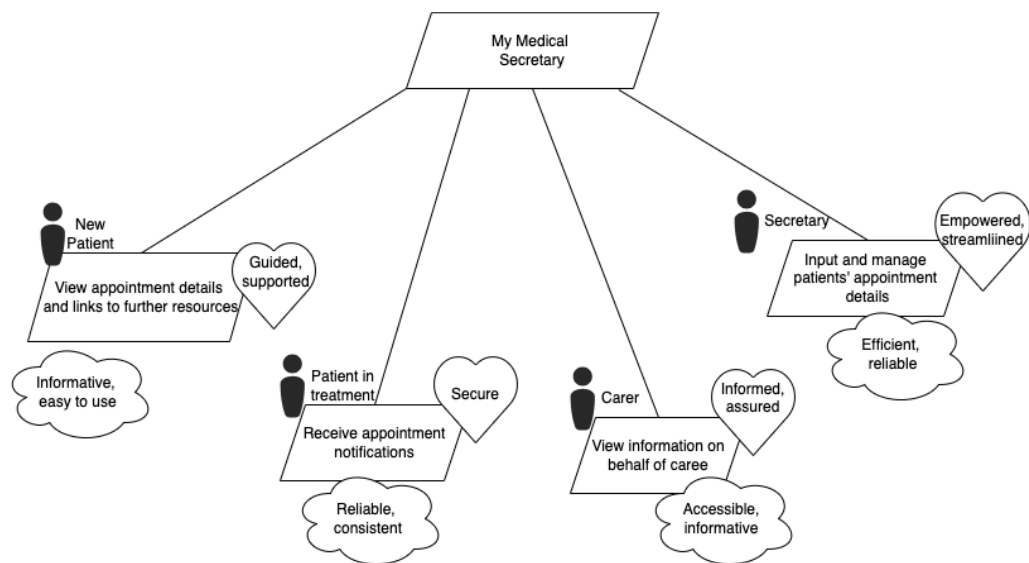 My Medical
Secretary
New
Patient
View appointment details
and links to further resources
Guided,
supported
Informative,
easy to use
Patient in
treatment
Receive appointment
notifications
Secure
Reliable,
consistent
Carer
View information on
behalf of caree
Informed,
assured
Accessible,
informative
Secretary
Input and manage
patients' appointment
details
Empowered,
streamliined
Efficient,
reliable